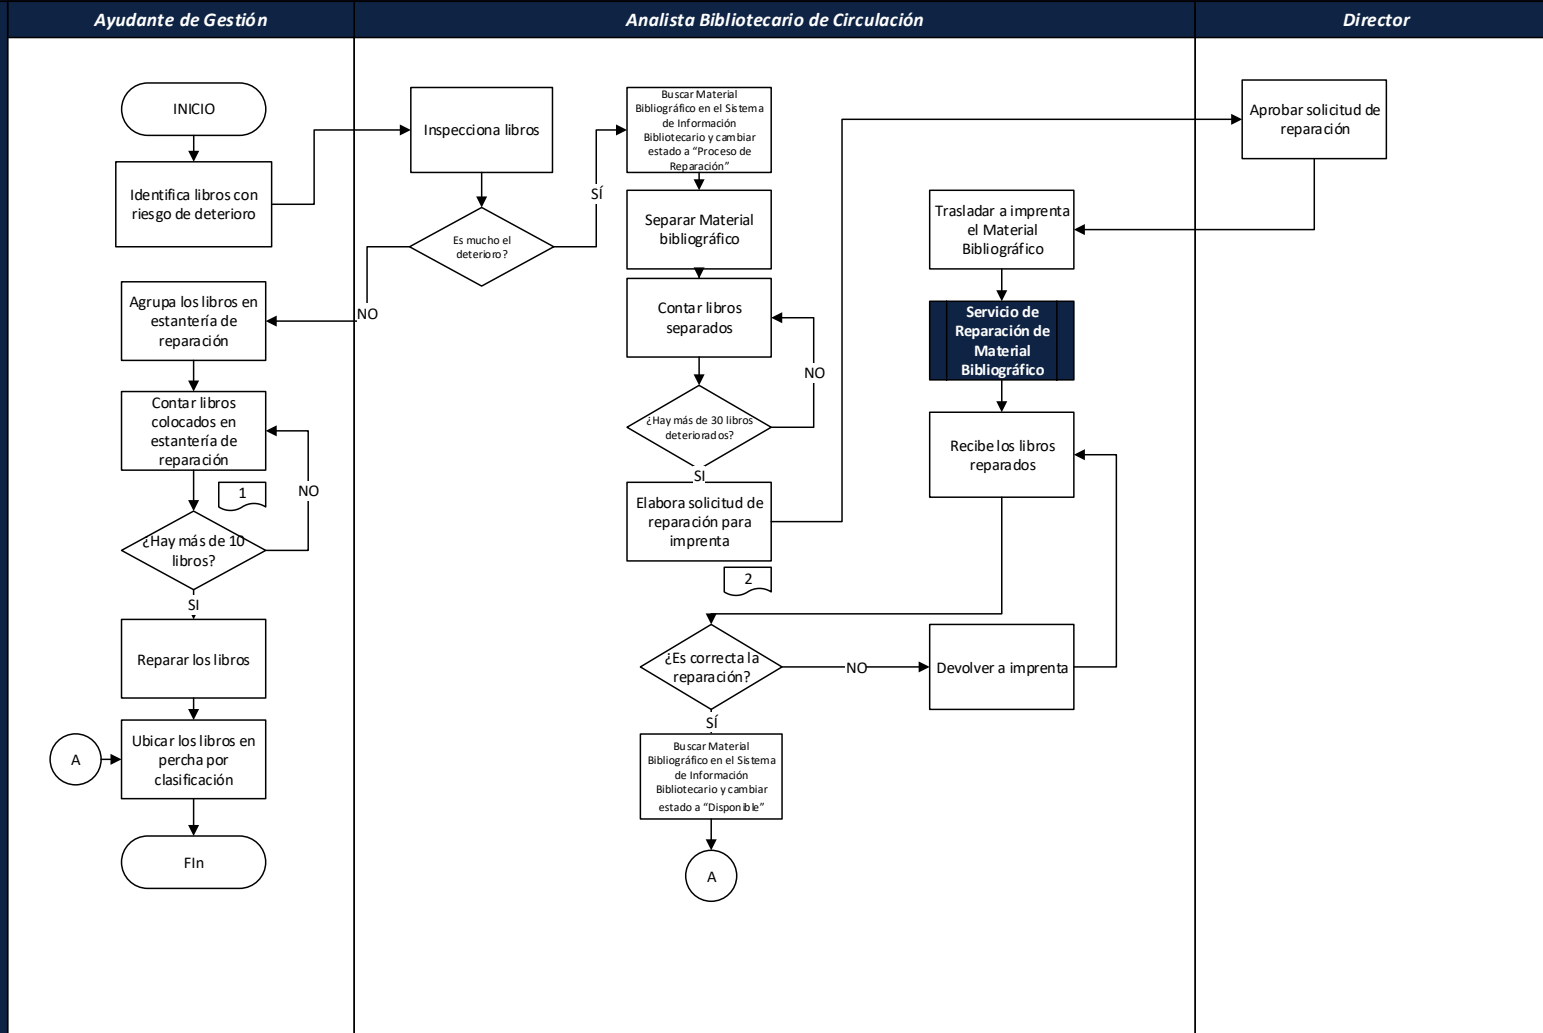 Ayudante de Gestión
Analista Bibliotecario de Circulación
Director
INICIO
Identifica libros con
riesgo de deterioro
Agrupa los libros en
estantería de
reparación
Contar libros
colocados en
estantería de
reparación
1
NO
¿Hay más de 10
libros?
SI
Reparar los libros
A
Ubicar los libros en
percha por
clasificación
FIn
Inspecciona libros
Es mucho el
deterioro?
NO
SÍ
Buscar Material
Bibliográfico en el Sistema
de Información
Bibliotecario y cambiar
estado a “Proceso de
Reparación”
Separar Material
bibliográfico
Contar libros
separados
NO
¿Hay más de 30 libros
deteriorados?
SI
Elabora solicitud de
reparación para
imprenta
2
¿Es correcta la
reparación?
NO
SÍ
Buscar Material
Bibliográfico en el Sistema
de Información
Bibliotecario y cambiar
estado a “Disponible”
A
Trasladar a imprenta
el Material
Bibliográfico
Servicio de
Reparación de
Material
Bibliográfico
Recibe los libros
reparados
Devolver a imprenta
Aprobar solicitud de
reparación